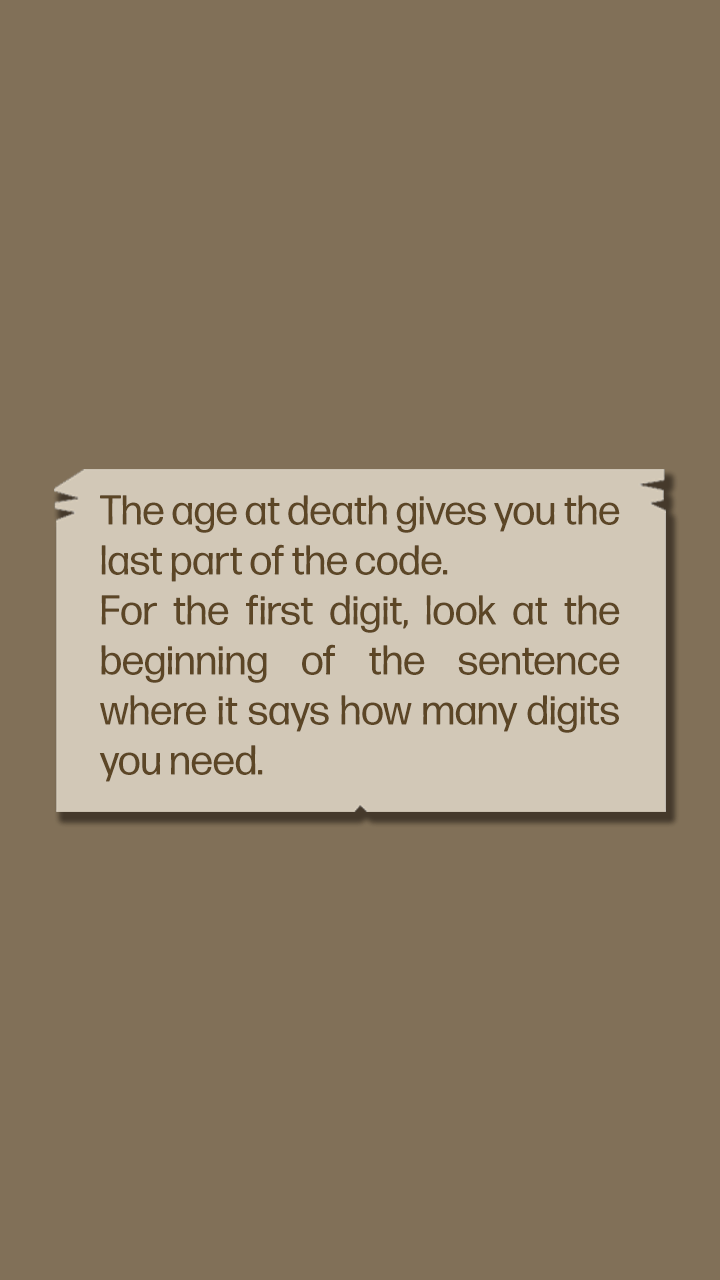 The age at death gives you the
last part of the code.
For the first digit, look at the
beginning of the sentence
where it says how many digits
you need.